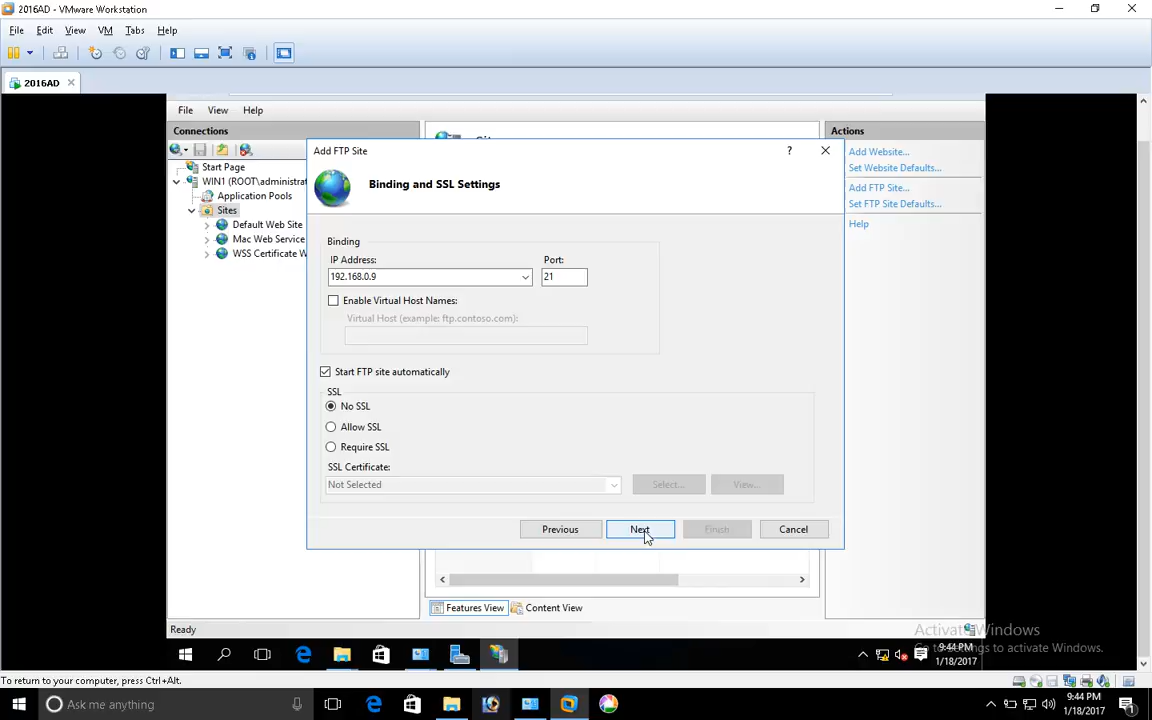 2016AD - VMware Workstation
File Edit View VM Tabs Help
2016AD
File View Help
Connections
Actions
Start Page
WIN1 (ROOT\administrat
Application Pools
Sites
Default Web Site
Mac Web Service
WSS Certificate W
Add FTP Site
Binding and SSL Settings
Binding
IP Address:
Port:
192.168.0.9
21
Enable Virtual Host Names:
Virtual Host (example: ftp.contoso.com):
Start FTP site automatically
SSL
No SSL
Allow SSL
Require SSL
SSL Certificate:
Not Selected
Select...
View...
Previous
Next
Finish
Cancel
Add Website...
Set Website Defaults...
Add FTP Site...
Set FTP Site Defaults...
Help
Features View
Content View
Ready
Activate Windows
Go to Settings to activate Windows.
9:44 PM
1/18/2017
To return to your computer, press Ctrl+Alt.
Ask me anything
9:44 PM
1/18/2017
1